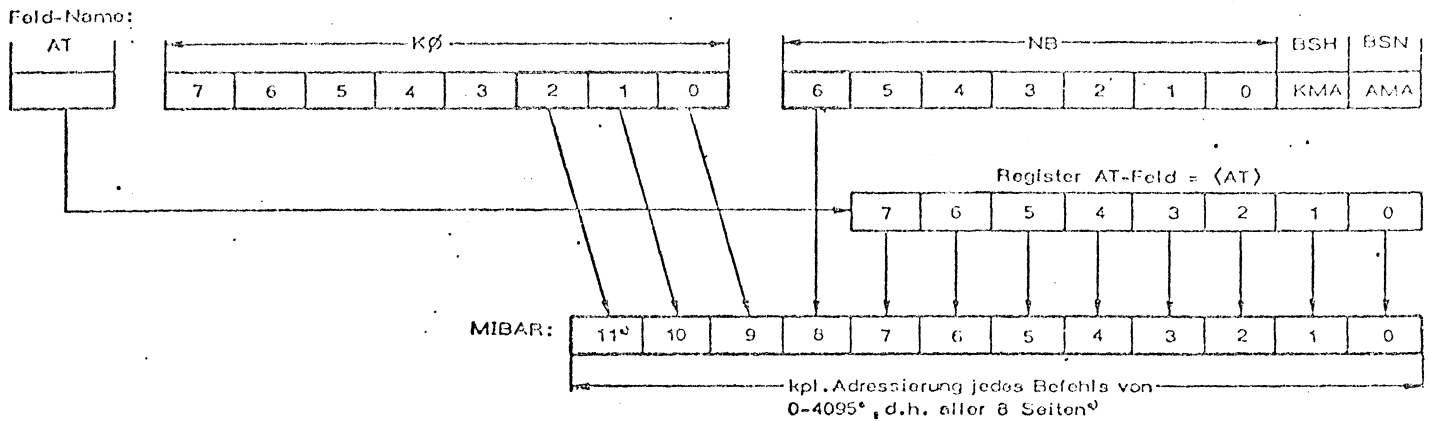 Feld-Name:
AT KØ NB BSH BSN
7 6 5 4 3 2 1 0 6 5 4 3 2 1 0 KMA AMA
Register AT-Feld = ⟨AT⟩
7 6 5 4 3 2 1 0
MIBAR: 11 10 9 8 7 6 5 4 3 2 1 0
kpl. Adressierung jedes Befehls von
0-4095, d.h. aller 8 Seiten